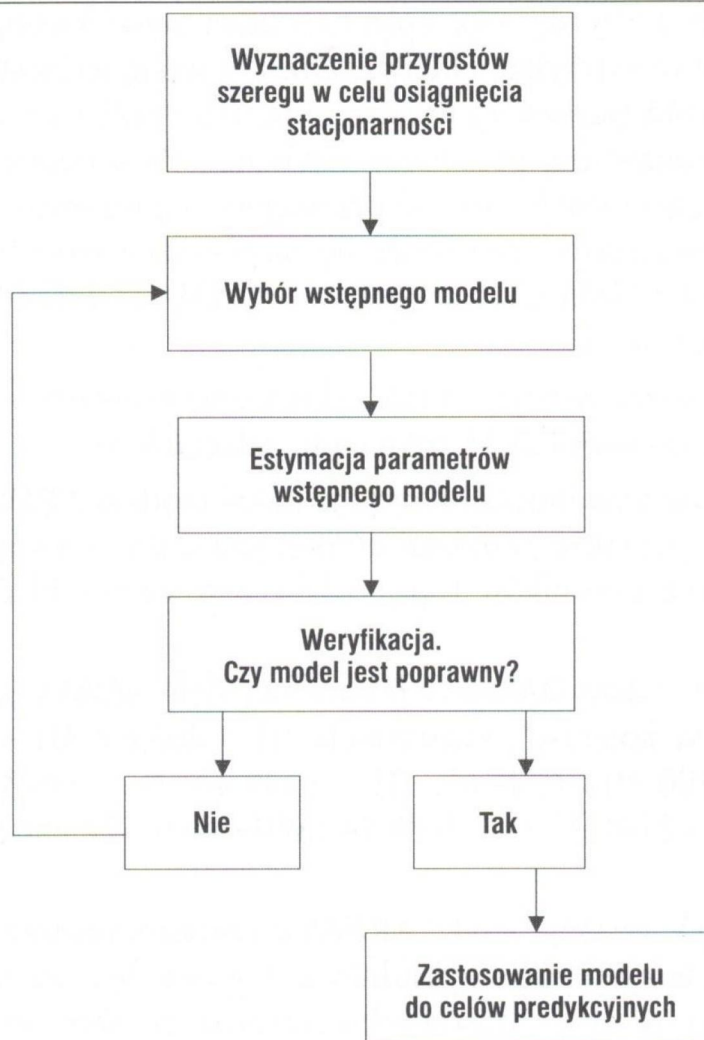 Wyznaczenie przyrostów
szeregu w celu osiągnięcia
stacjonarności
Wybór wstępnego modelu
Estymacja parametrów
wstępnego modelu
Weryfikacja.
Czy model jest poprawny?
Nie
Tak
Zastosowanie modelu
do celów predykcyjnych